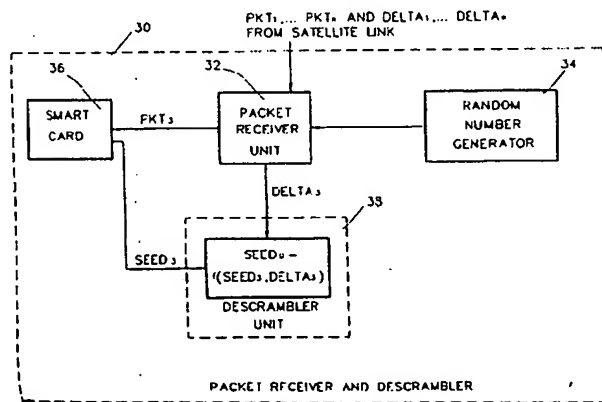 PKT₁,... PKTₙ AND DELTA₁,... DELTAₙ
FROM SATELLITE LINK
30
36
32
34
SMART
CARD
PKT₃
PACKET
RECEIVER
UNIT
RANDOM
NUMBER
GENERATOR
DELTA₃
38
SEED₃
SEED₀ =
f(SEED₃,DELTA₃)
DESCRAMBLER
UNIT
PACKET RECEIVER AND DESCRAMBLER